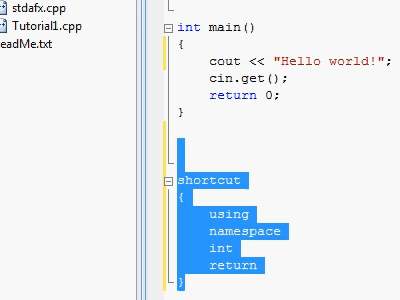 stdafx.cpp
Tutorial1.cpp
eadMe.txt
int main()
{
cout << "Hello world!";
cin.get();
return 0;
}
shortcut
{
using
namespace
int
return
}